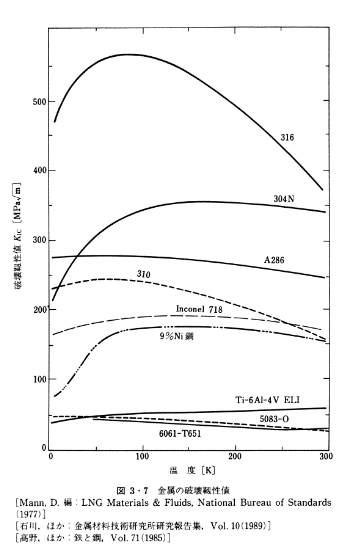 500
400
300
250
200
150
100
50
0
破壊靱性値 KIC [MPa√m]
316
304N
A286
310
Inconel 718
9%Ni鋼
Ti-6Al-4V ELI
5083-O
6061-T651
0 100 200 300
温度 [K]
図 3・7 金属の破壊靱性値
[Mann, D. 編：LNG Materials & Fluids, National Bureau of Standards
(1977)]
[石川，ほか：金属材料技術研究所研究報告集，Vol. 10(1989)]
[高野，ほか：鉄と鋼，Vol. 71(1985)]